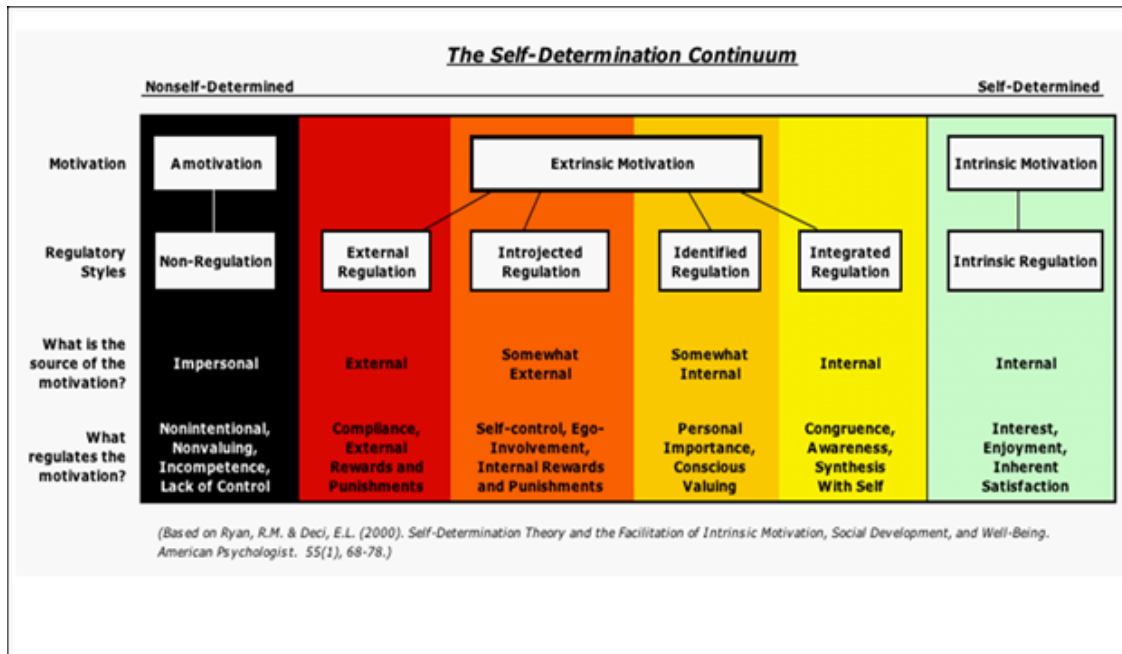 The Self-Determination Continuum
Nonself-Determined
Self-Determined
Motivation
Amotivation
Extrinsic Motivation
Intrinsic Motivation
Regulatory
Styles
Non-Regulation
External
Regulation
Introjected
Regulation
Identified
Regulation
Integrated
Regulation
Intrinsic Regulation
What is the
source of the
motivation?
Impersonal
External
Somewhat
External
Somewhat
Internal
Internal
Internal
What
regulates the
motivation?
Nonintentional,
Nonvaluing,
Incompetence,
Lack of Control
Compliance,
External
Rewards and
Punishments
Self-control, Ego-
Involvement,
Internal Rewards
and Punishments
Personal
Importance,
Conscious
Valuing
Congruence,
Awareness,
Synthesis
With Self
Interest,
Enjoyment,
Inherent
Satisfaction
(Based on Ryan, R.M. & Deci, E.L. (2000). Self-Determination Theory and the Facilitation of Intrinsic Motivation, Social Development, and Well-Being.
American Psychologist. 55(1), 68-78.)